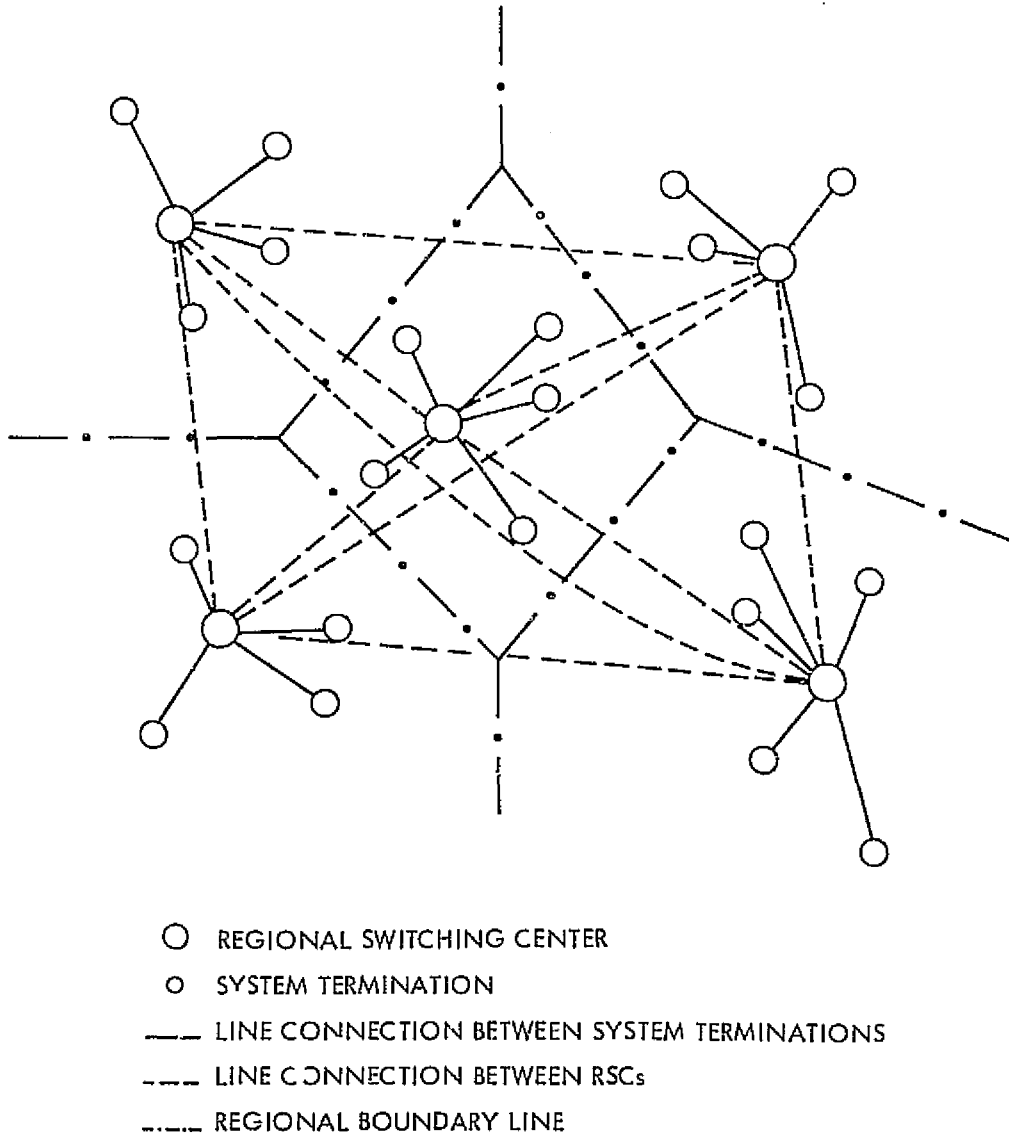 REGIONAL SWITCHING CENTER
SYSTEM TERMINATION
LINE CONNECTION BETWEEN SYSTEM TERMINATIONS
LINE CONNECTION BETWEEN RSCs
REGIONAL BOUNDARY LINE